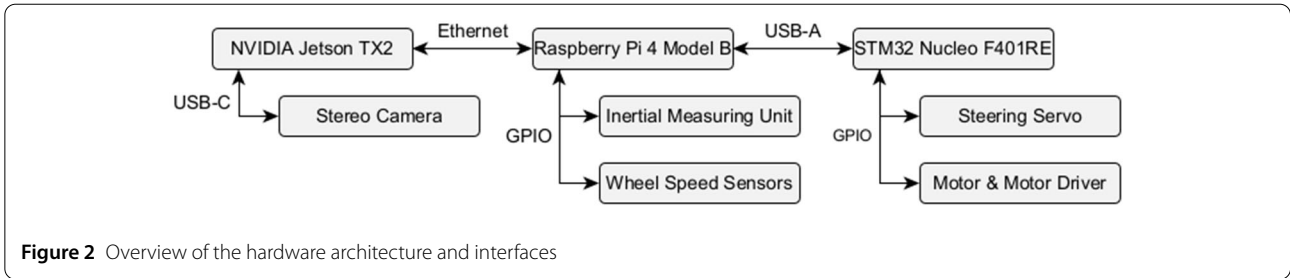 NVIDIA Jetson TX2
Ethernet
Raspberry Pi 4 Model B
USB-A
STM32 Nucleo F401RE
USB-C
Stereo Camera
GPIO
Inertial Measuring Unit
Wheel Speed Sensors
GPIO
Steering Servo
Motor & Motor Driver
Figure 2 Overview of the hardware architecture and interfaces